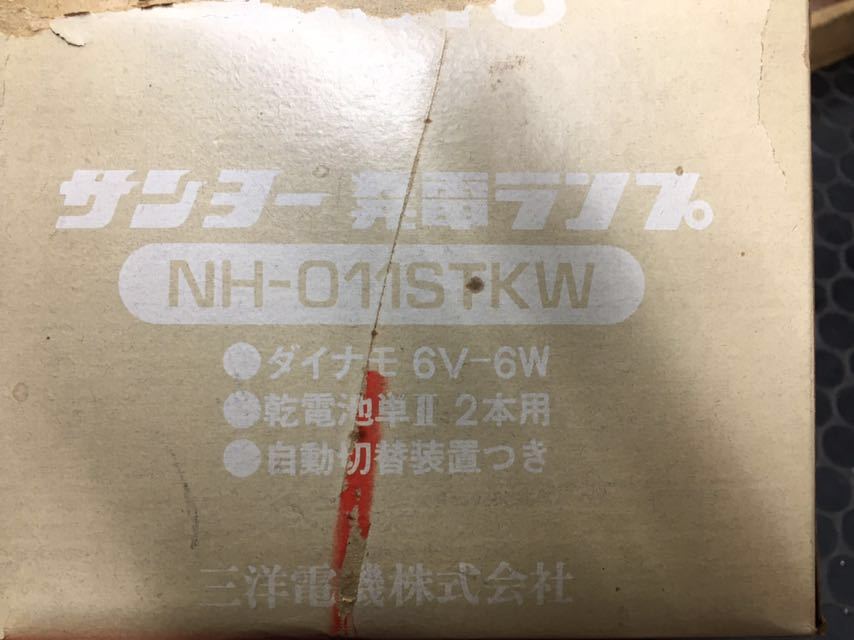 サンヨー発電ランプ
NH-011STKW
●ダイナモ 6V-6W
●乾電池単Ⅱ 2本用
●自動切替装置つき
三洋電機株式会社